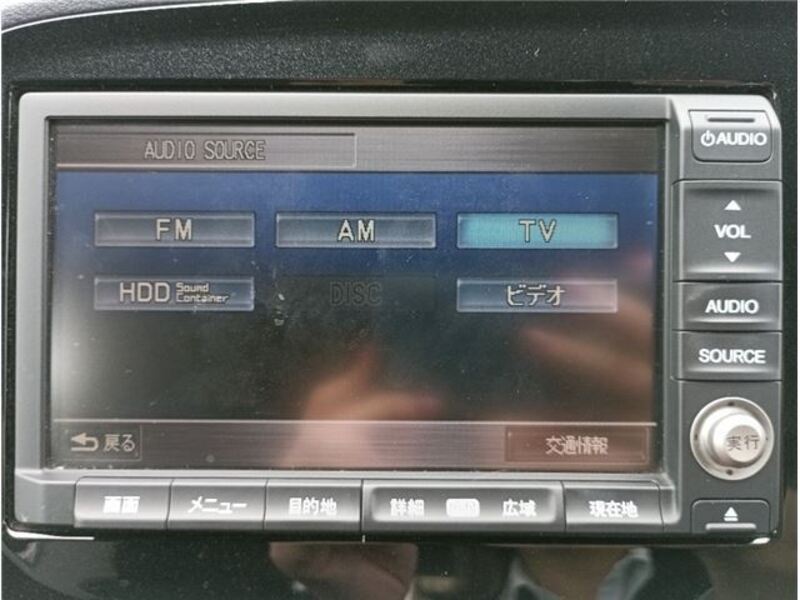 AUDIO SOURCE
AUDIO
FM AM TV
VOL
HDD Sound Container DISC ビデオ
AUDIO
SOURCE
戻る 交通情報
実行
画面 メニュー 目的地 詳細 広域 現在地